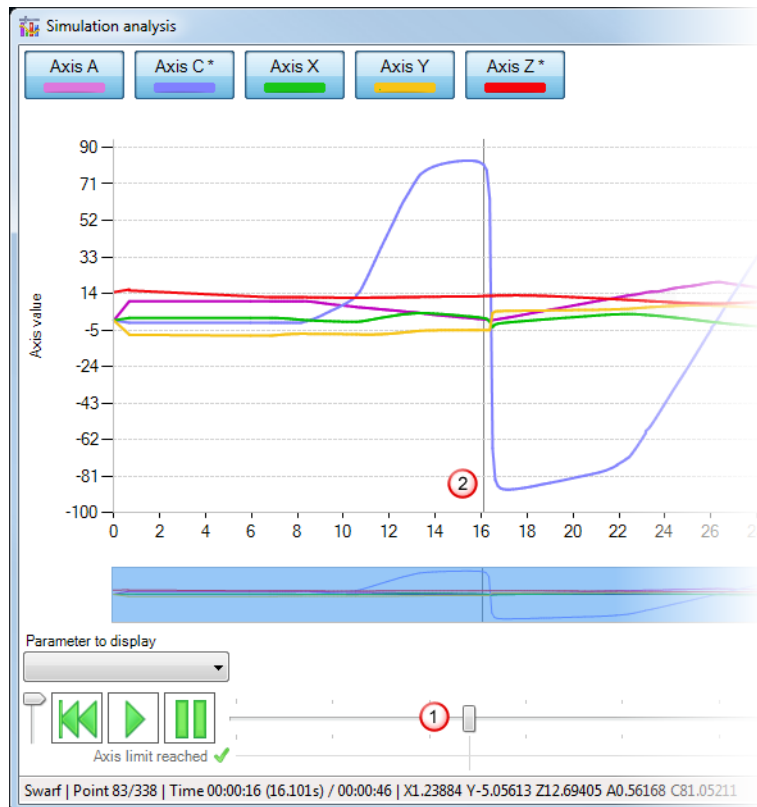 Simulation analysis
Axis A
Axis C *
Axis X
Axis Y
Axis Z *
90
71
52
33
14
-5
-24
-43
-62
-81
-100
Axis value
2
0 2 4 6 8 10 12 14 16 18 20 22 24 26 2
Parameter to display
1
Axis limit reached
Swarf | Point 83/338 | Time 00:00:16 (16.101s) / 00:00:46 | X1.23884 Y-5.05613 Z12.69405 A0.56168 C81.05211